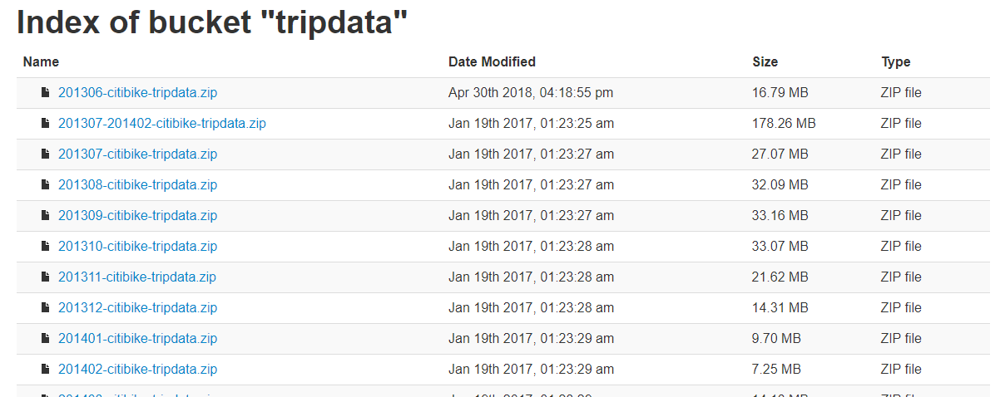 Index of bucket "tripdata"
Name Date Modified Size Type
201306-citibike-tripdata.zip Apr 30th 2018, 04:18:55 pm 16.79 MB ZIP file
201307-201402-citibike-tripdata.zip Jan 19th 2017, 01:23:25 am 178.26 MB ZIP file
201307-citibike-tripdata.zip Jan 19th 2017, 01:23:27 am 27.07 MB ZIP file
201308-citibike-tripdata.zip Jan 19th 2017, 01:23:27 am 32.09 MB ZIP file
201309-citibike-tripdata.zip Jan 19th 2017, 01:23:27 am 33.16 MB ZIP file
201310-citibike-tripdata.zip Jan 19th 2017, 01:23:28 am 33.07 MB ZIP file
201311-citibike-tripdata.zip Jan 19th 2017, 01:23:28 am 21.62 MB ZIP file
201312-citibike-tripdata.zip Jan 19th 2017, 01:23:28 am 14.31 MB ZIP file
201401-citibike-tripdata.zip Jan 19th 2017, 01:23:29 am 9.70 MB ZIP file
201402-citibike-tripdata.zip Jan 19th 2017, 01:23:29 am 7.25 MB ZIP file